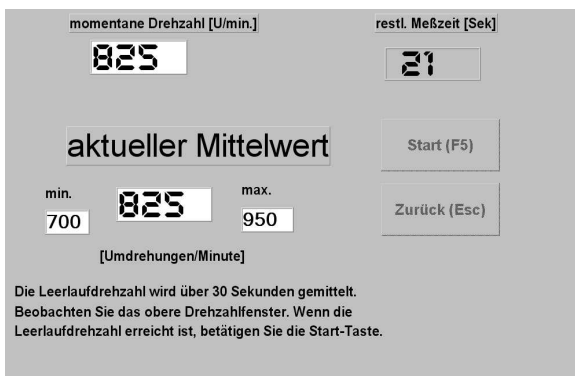 momentane Drehzahl [U/min.]
restl. Meßzeit [Sek]
825
21
aktueller Mittelwert
Start (F5)
min.
max.
700
825
950
Zurück (Esc)
[Umdrehungen/Minute]
Die Leerlaufdrehzahl wird über 30 Sekunden gemittelt.
Beobachten Sie das obere Drehzahlfenster. Wenn die
Leerlaufdrehzahl erreicht ist, betätigen Sie die Start-Taste.